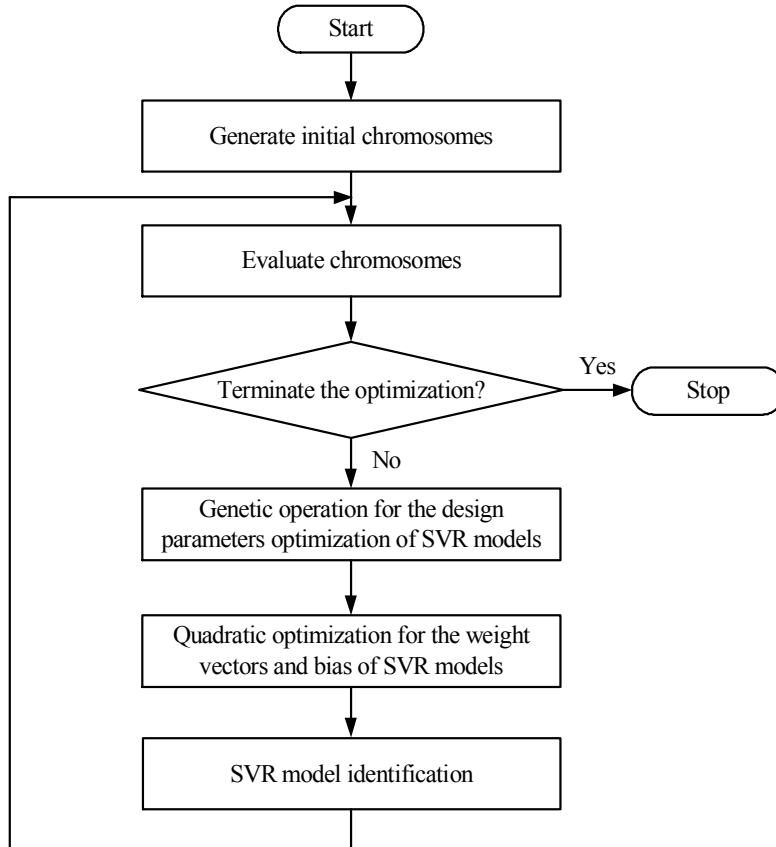 Start
Generate initial chromosomes
Evaluate chromosomes
Terminate the optimization?
Yes
Stop
No
Genetic operation for the design
parameters optimization of SVR models
Quadratic optimization for the weight
vectors and bias of SVR models
SVR model identification